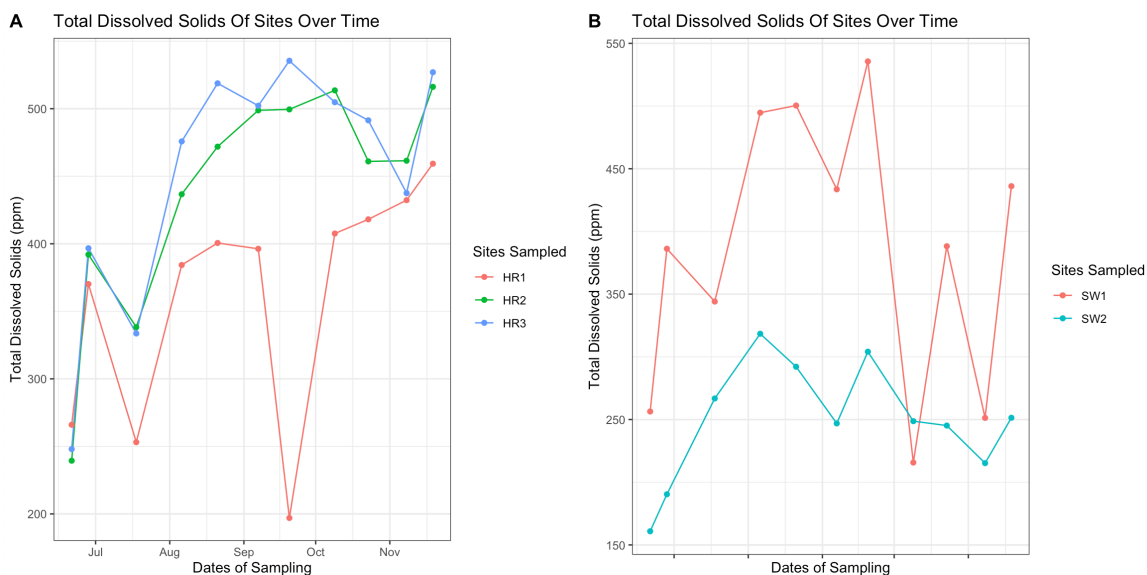 A
Total Dissolved Solids Of Sites Over Time
Total Dissolved Solids (ppm)
500
400
300
200
Jul Aug Sep Oct Nov
Dates of Sampling
Sites Sampled
HR1
HR2
HR3
B
Total Dissolved Solids Of Sites Over Time
Total Dissolved Solids (ppm)
550
450
350
250
150
Dates of Sampling
Sites Sampled
SW1
SW2